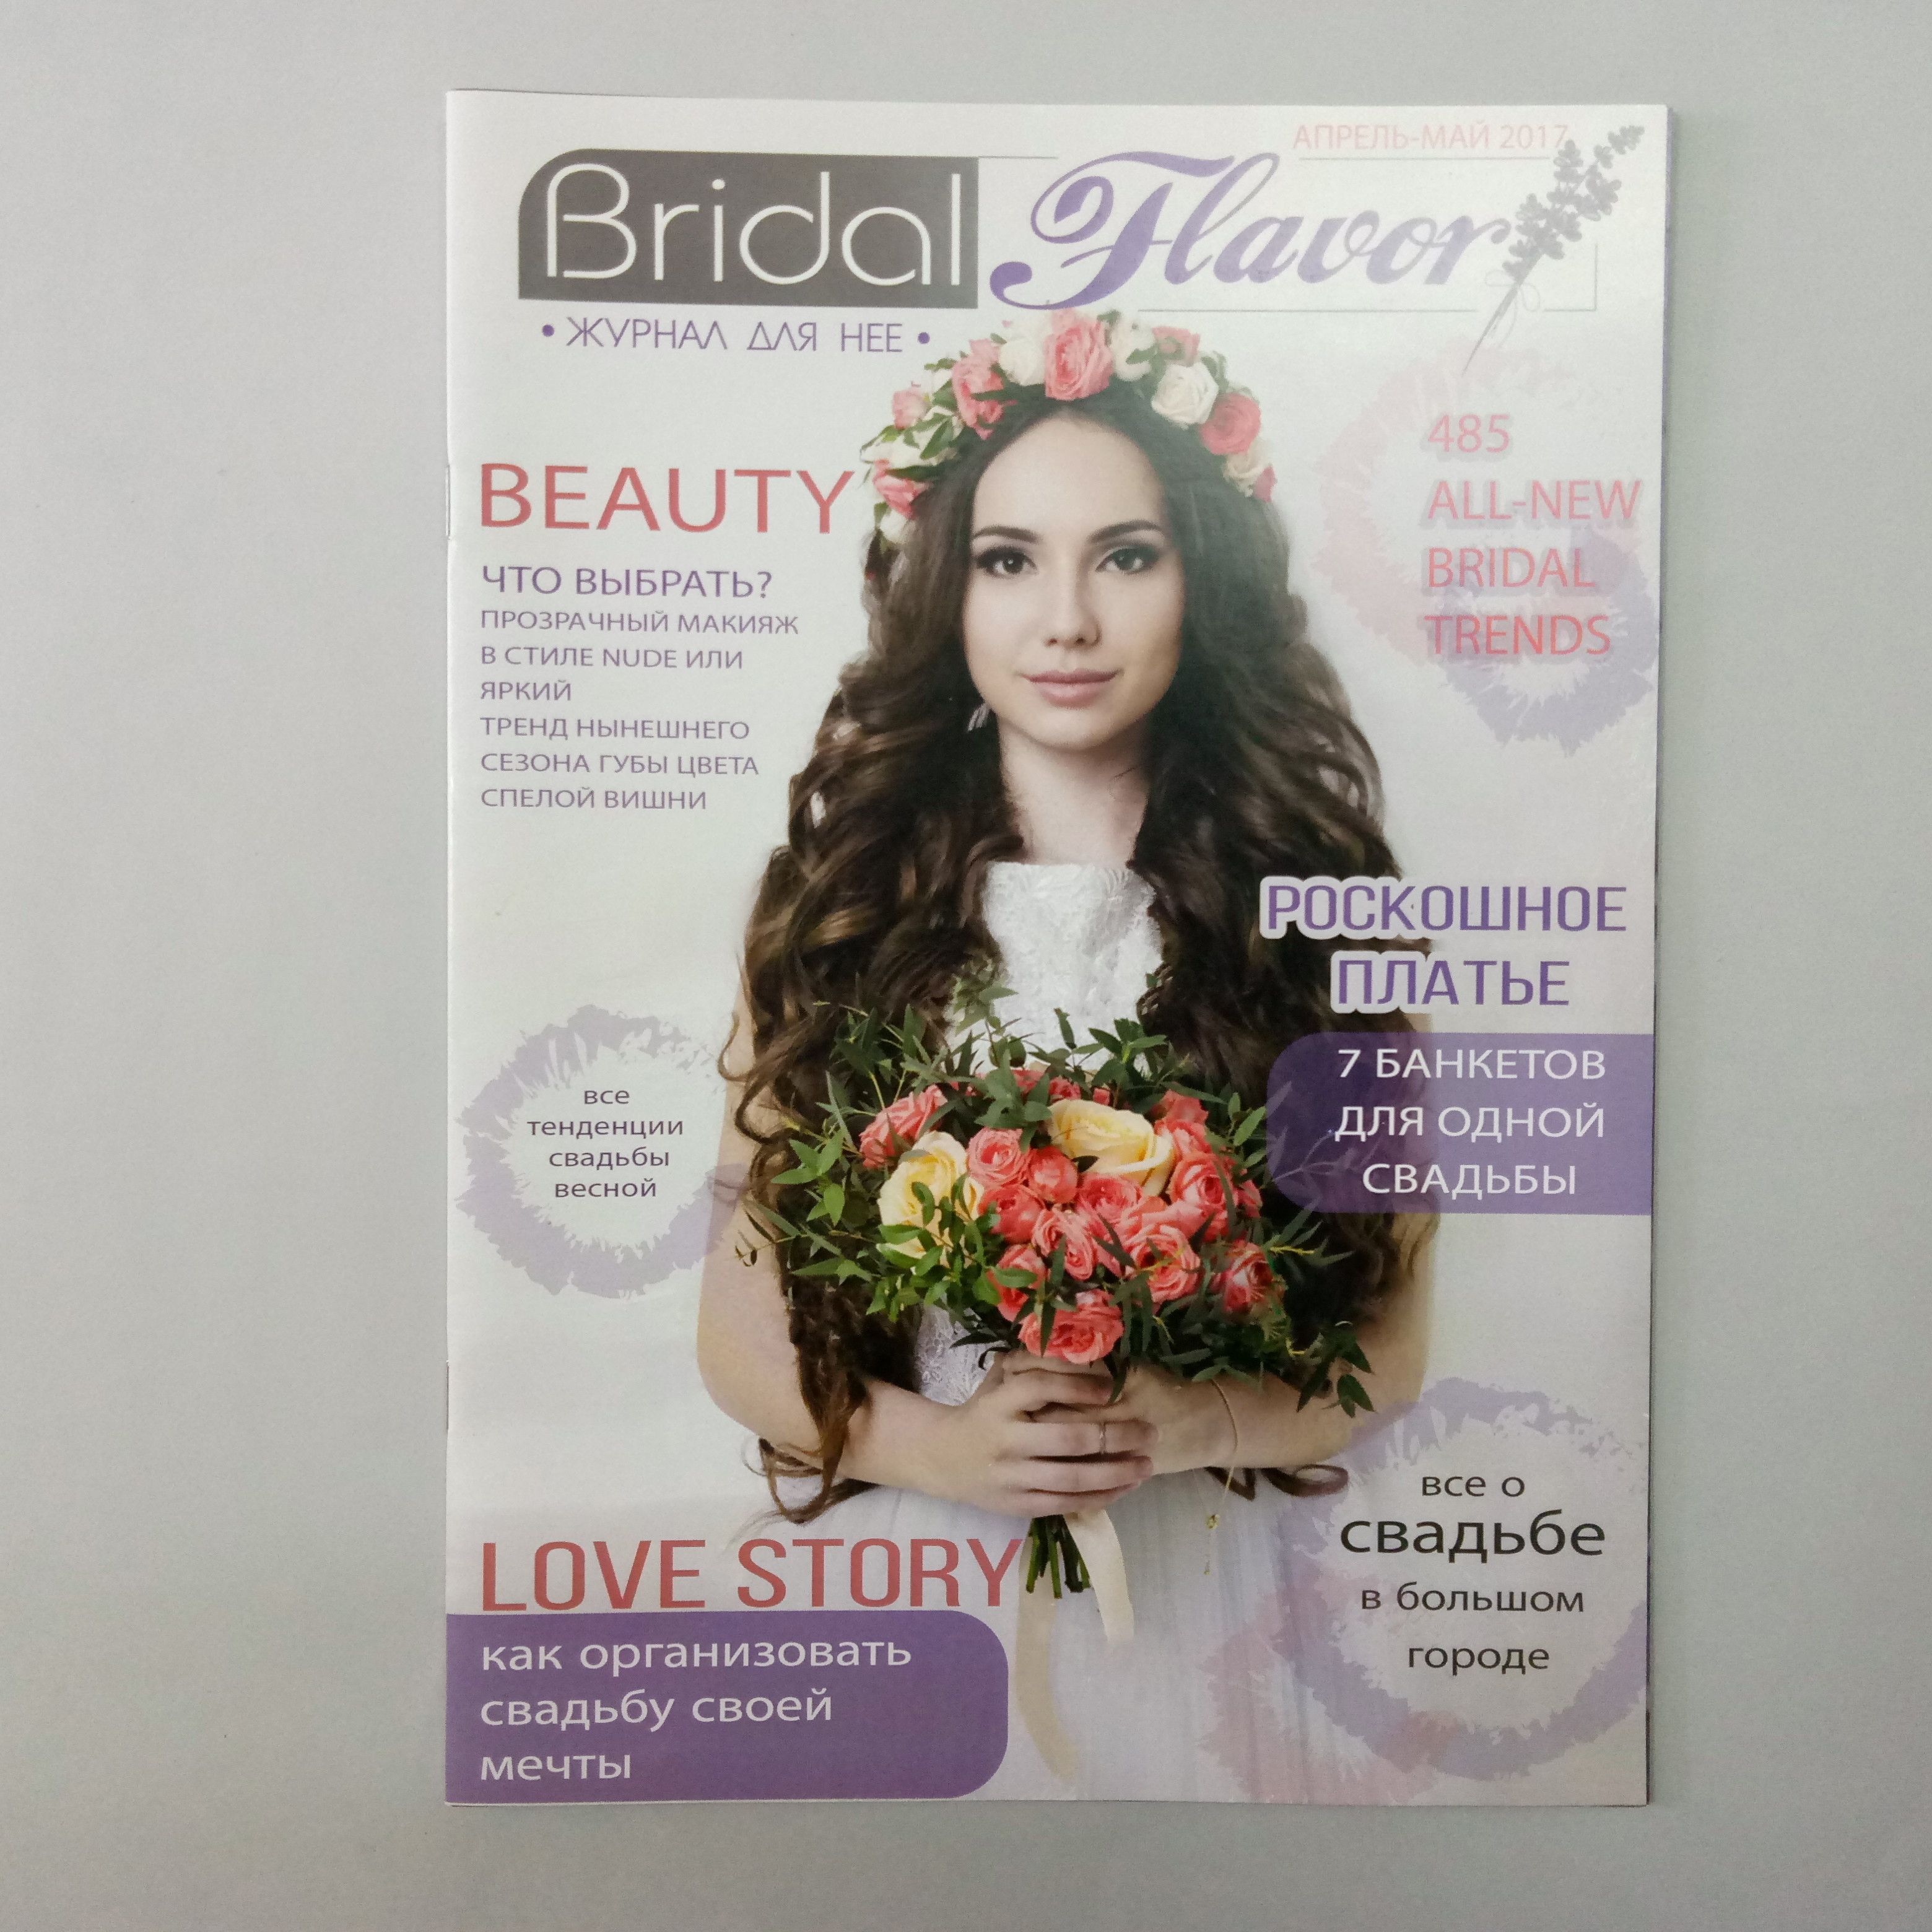 АПРЕЛЬ-МАЙ 2017
Bridal Flavor
• ЖУРНАЛ ДЛЯ НЕЕ •
BEAUTY
ЧТО ВЫБРАТЬ?
ПРОЗРАЧНЫЙ МАКИЯЖ
В СТИЛЕ NUDE ИЛИ
ЯРКИЙ
ТРЕНД НЫНЕШНЕГО
СЕЗОНА ГУБЫ ЦВЕТА
СПЕЛОЙ ВИШНИ
485
ALL-NEW
BRIDAL
TRENDS
РОСКОШНОЕ
ПЛАТЬЕ
7 БАНКЕТОВ
ДЛЯ ОДНОЙ
СВАДЬБЫ
все
тенденции
свадьбы
весной
LOVE STORY
как организовать
свадьбу своей
мечты
все о
свадьбе
в большом
городе